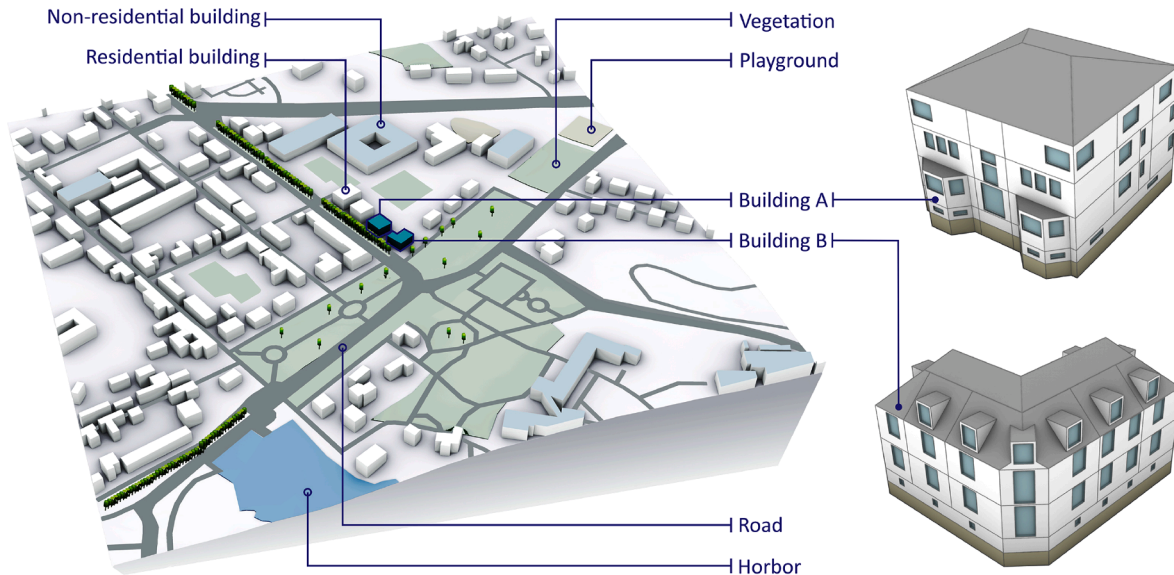 Non-residential building
Residential building
Vegetation
Playground
Building A
Building B
Road
Horbor